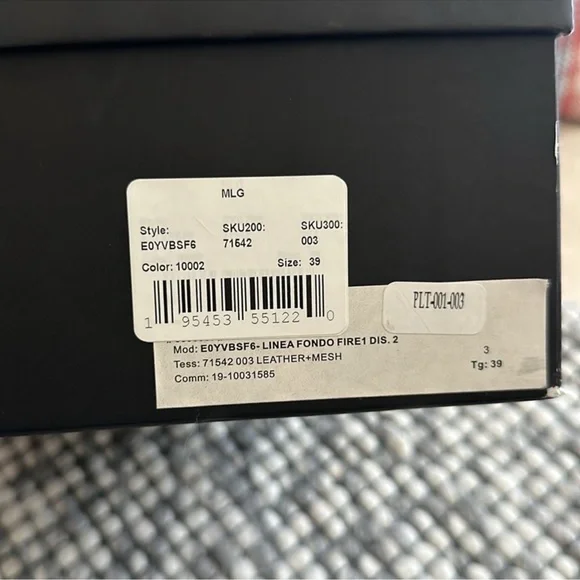 MLG
Style: SKU200: SKU300:
E0YVBSF6 71542 003
Color: 10002 Size: 39
1 95453 55122 0
PLT-001-003
Mod: E0YVBSF6- LINEA FONDO FIRE1 DIS. 2
3
Tess: 71542 003 LEATHER+MESH
Tg: 39
Comm: 19-10031585